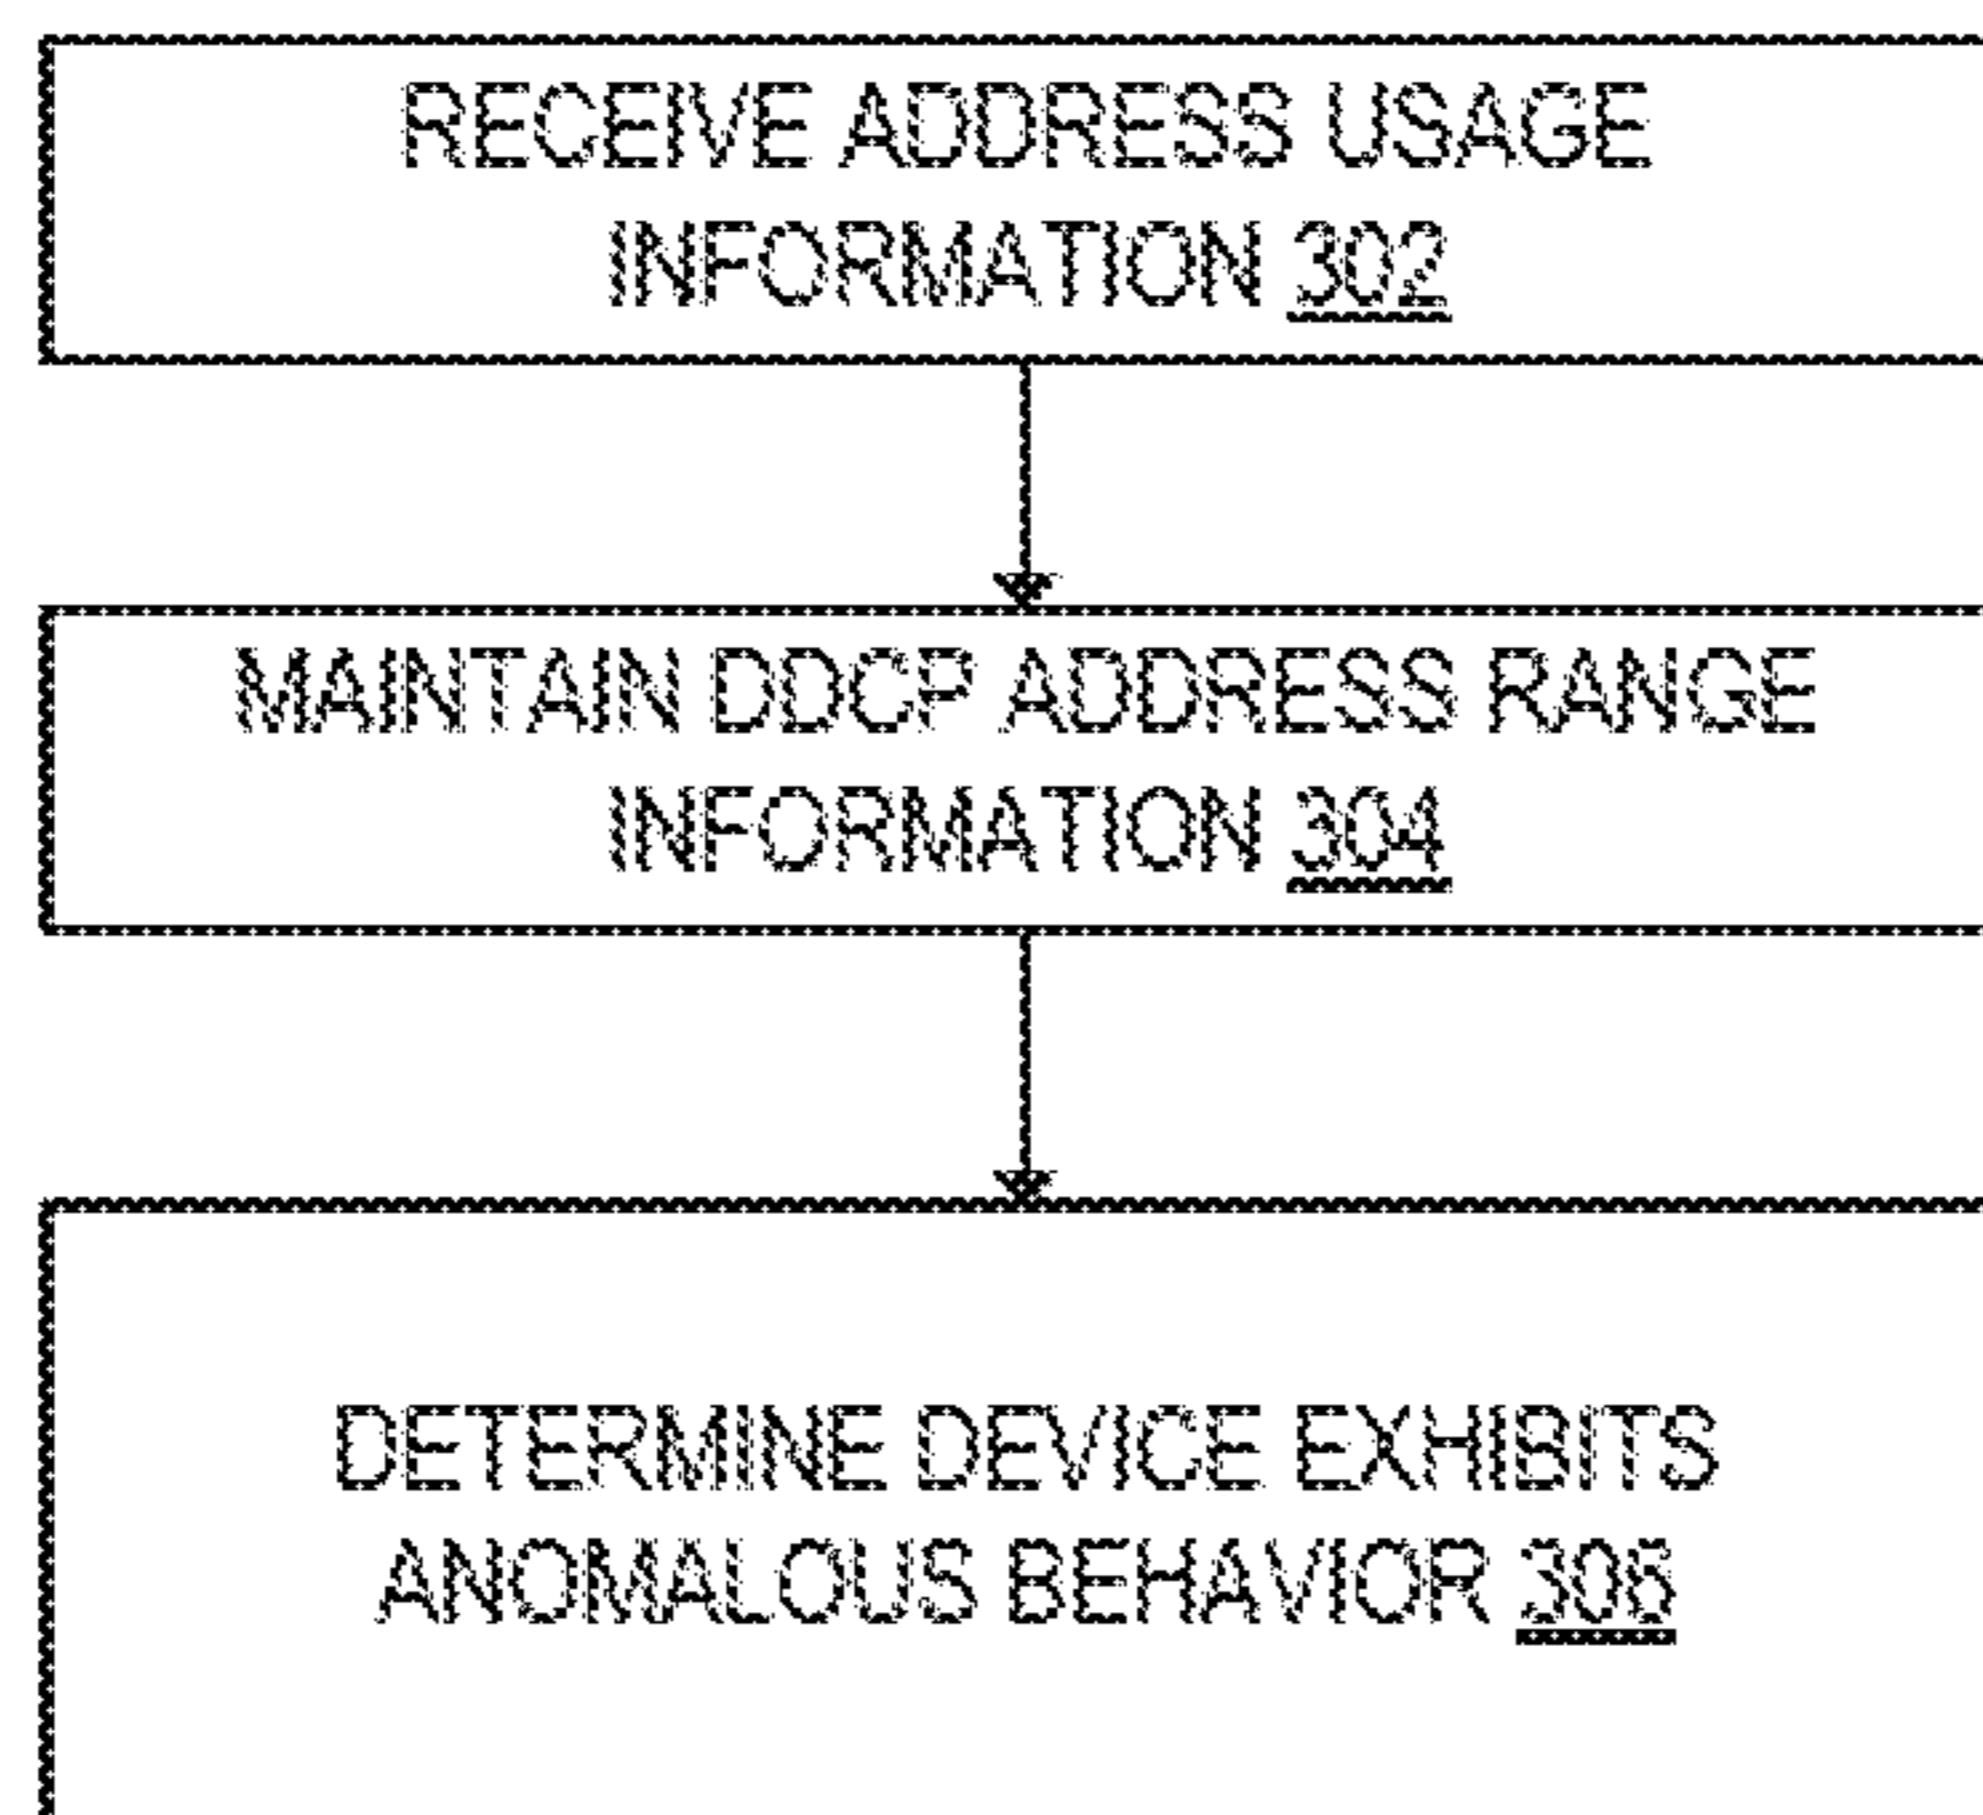 RECEIVE ADDRESS USAGE
INFORMATION 302
MAINTAIN DDCP ADDRESS RANGE
INFORMATION 304
DETERMINE DEVICE EXHIBITS
ANOMALOUS BEHAVIOR 306